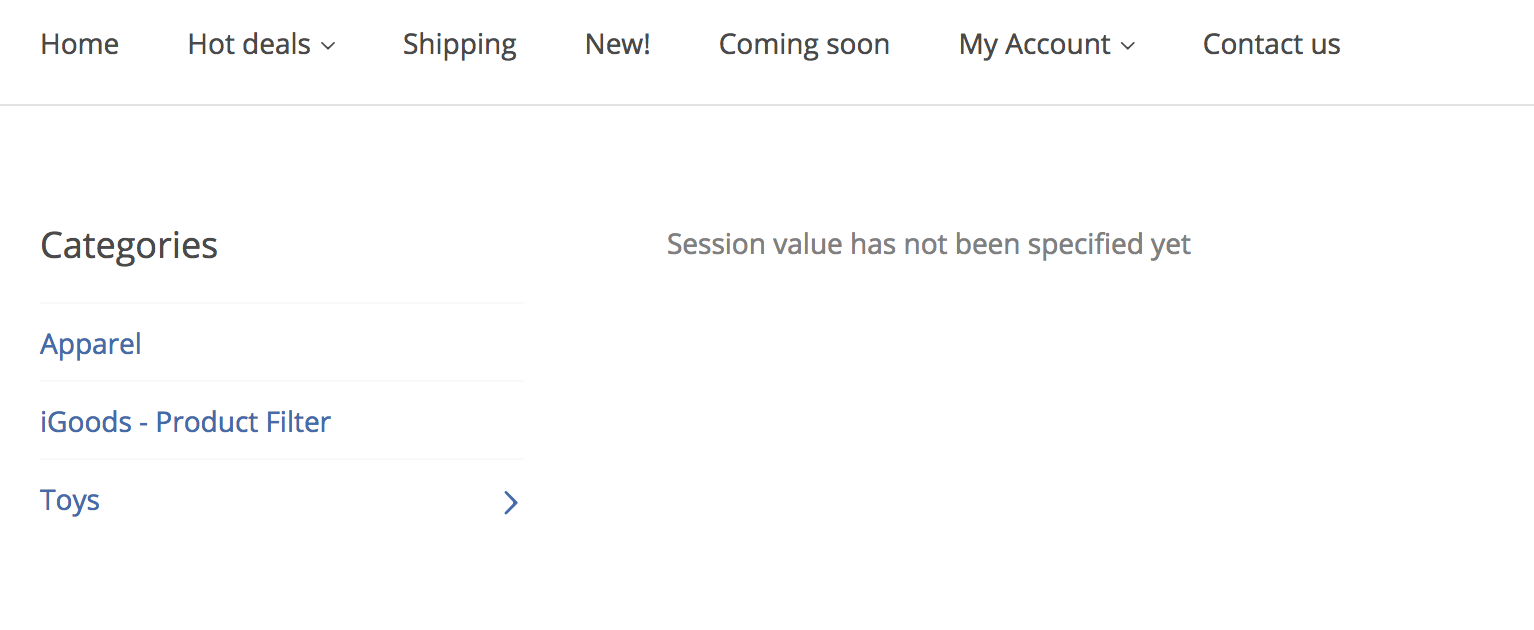 Home Hot deals Shipping New! Coming soon My Account Contact us
Categories
Session value has not been specified yet
Apparel
iGoods - Product Filter
Toys